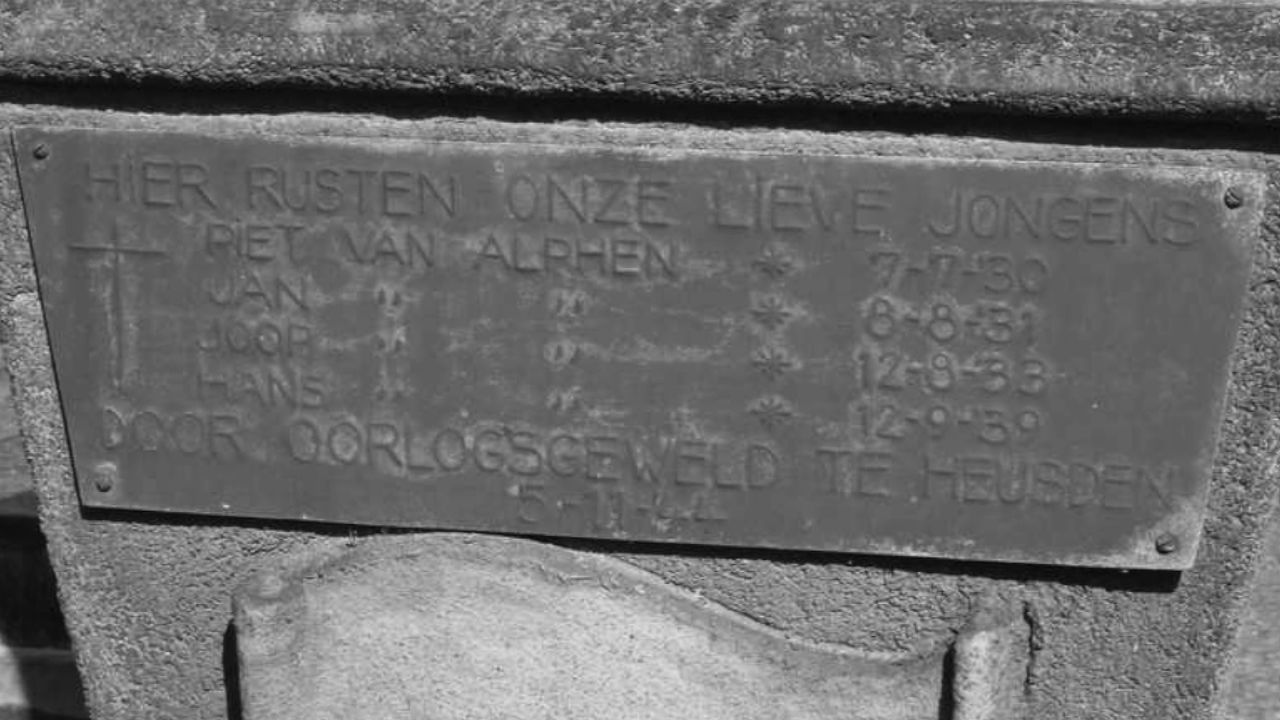 HIER RUSTEN ONZE LIEVE JONGENS
PIET VAN ALPHEN * 7-7-'30
JAN " " * 8-8-'31
JOOP " " * 12-8-'33
HANS " " * 12-9-'39
DOOR OORLOGSGEWELD TE HEUSDEN
5-11-44